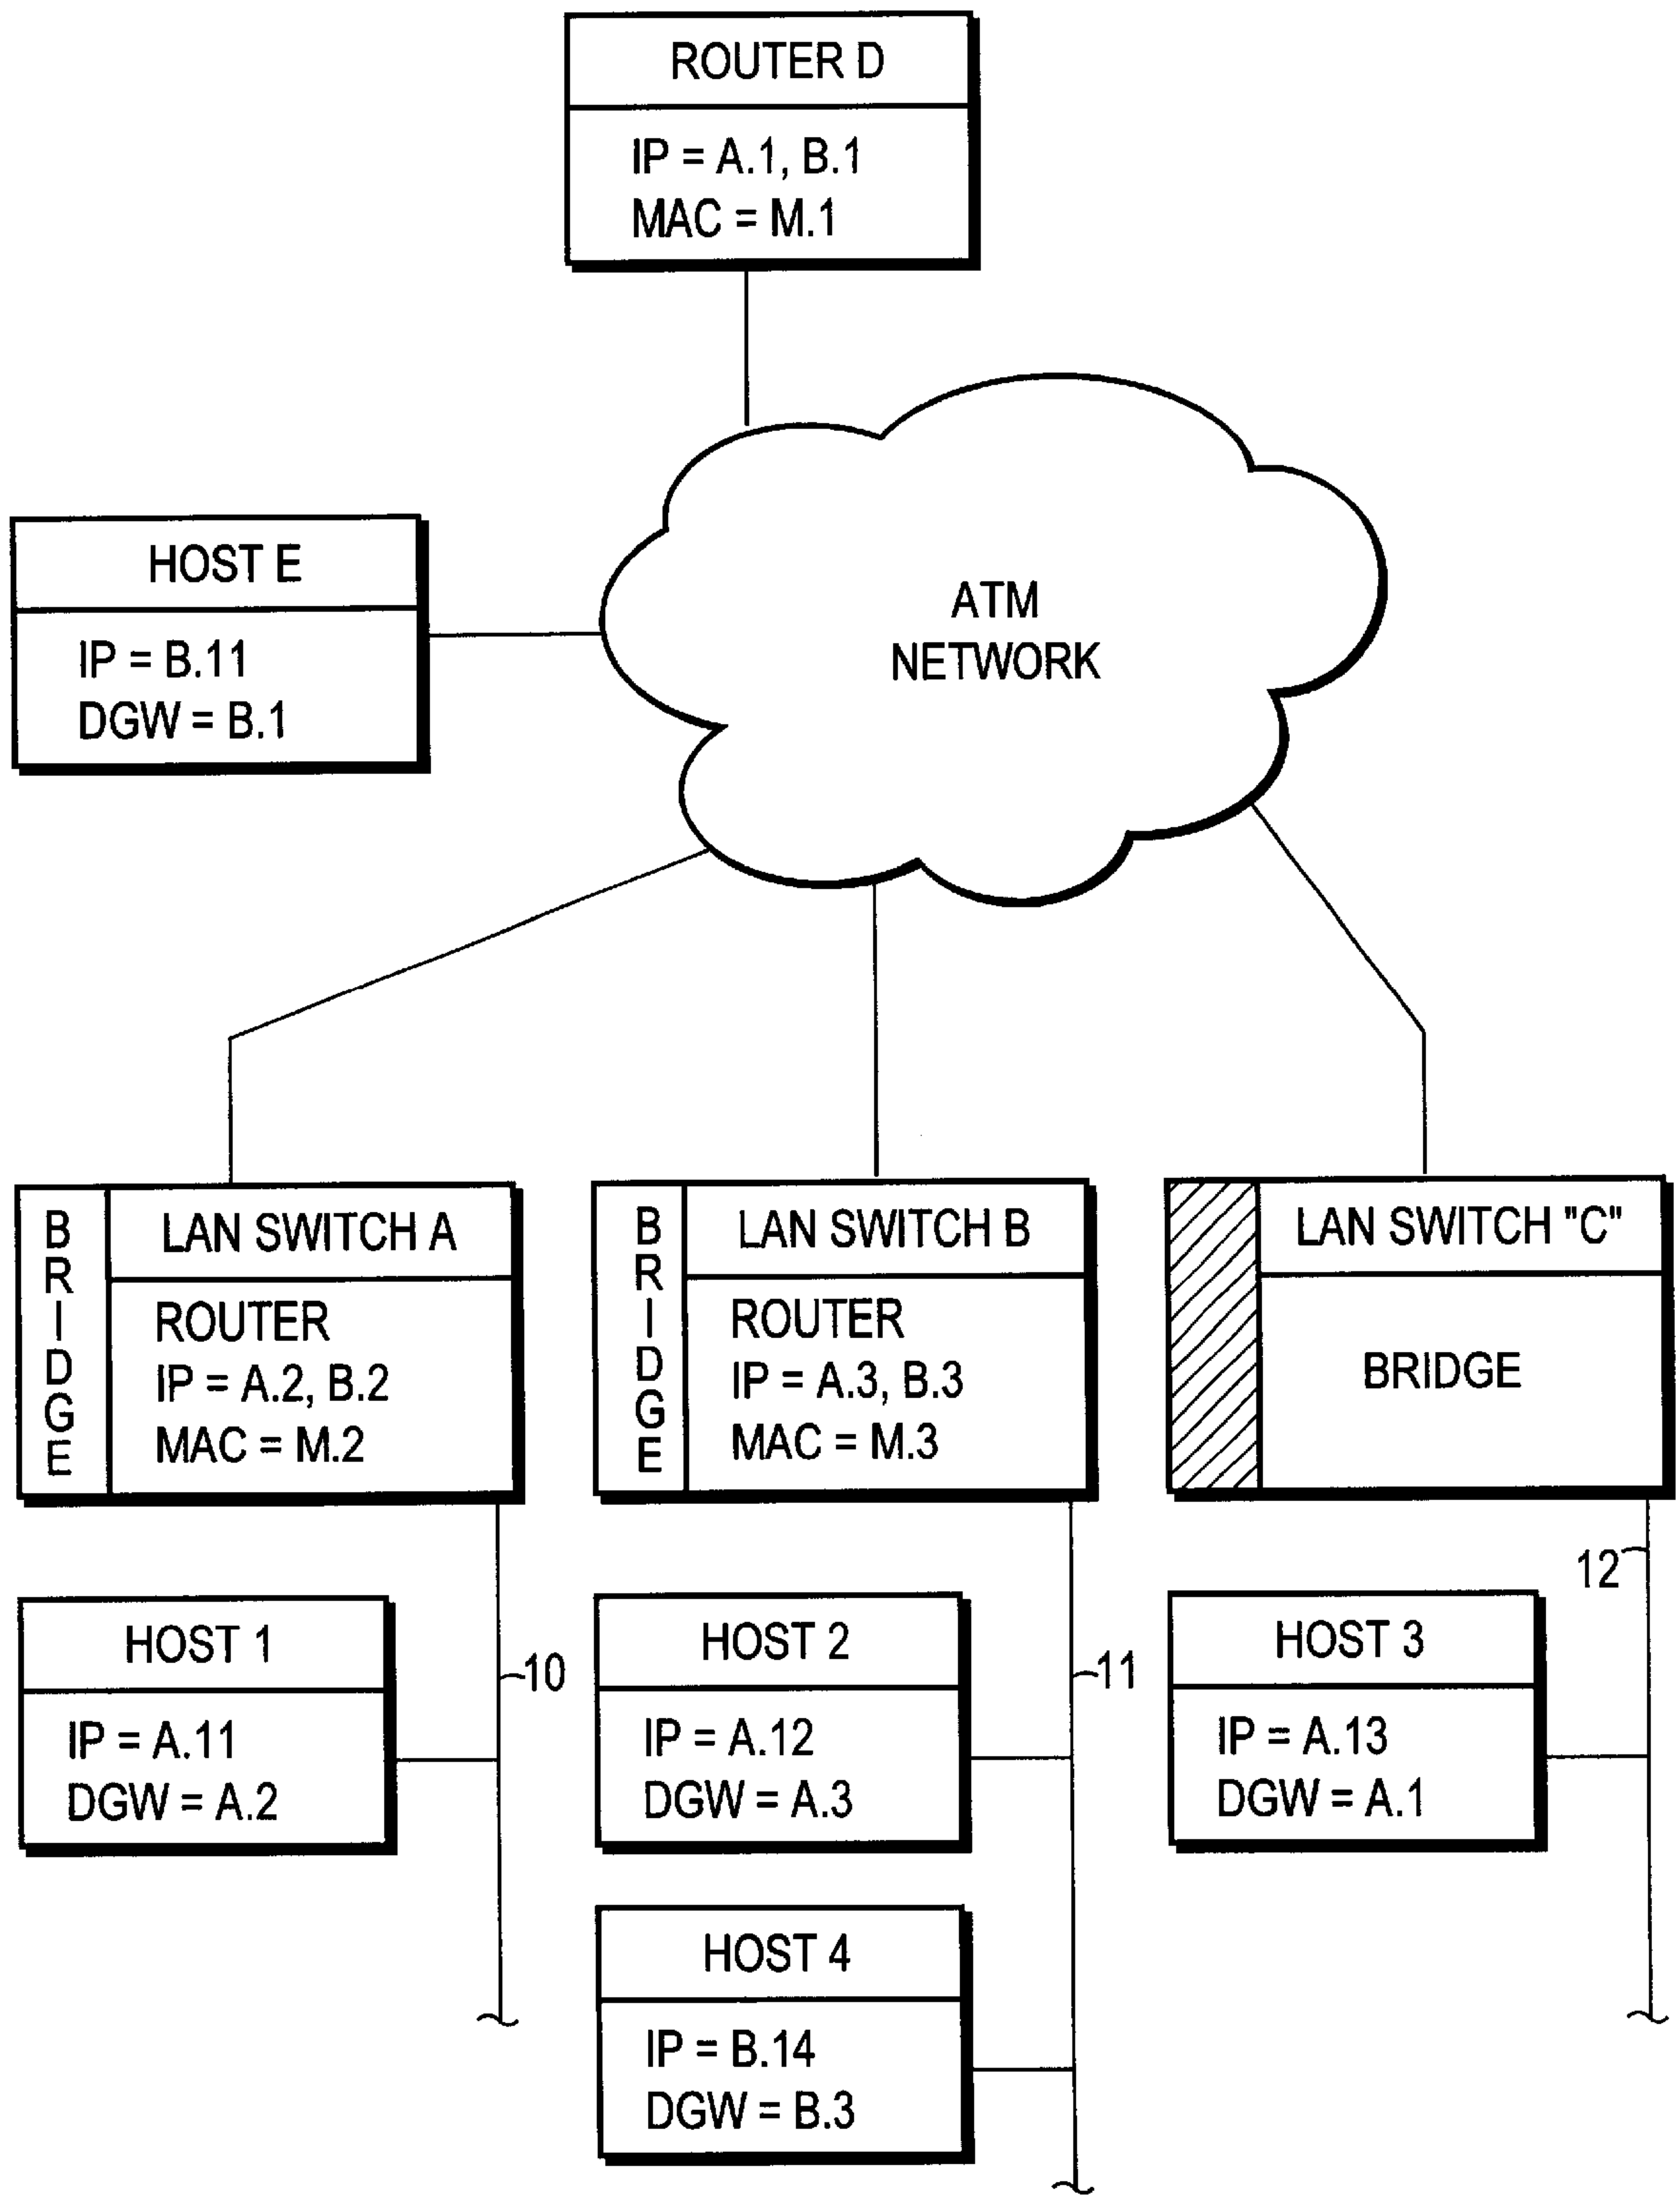 ROUTER D
IP = A.1, B.1
MAC = M.1
HOST E
IP = B.11
DGW = B.1
ATM
NETWORK
BRIDGE
LAN SWITCH A
ROUTER
IP = A.2, B.2
MAC = M.2
BRIDGE
LAN SWITCH B
ROUTER
IP = A.3, B.3
MAC = M.3
LAN SWITCH "C"
BRIDGE
HOST 1
IP = A.11
DGW = A.2
10
HOST 2
IP = A.12
DGW = A.3
11
HOST 3
IP = A.13
DGW = A.1
12
HOST 4
IP = B.14
DGW = B.3